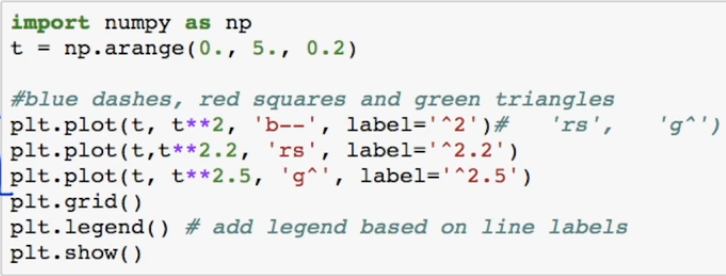 import numpy as np
t = np.arange(0., 5., 0.2)
#blue dashes, red squares and green triangles
plt.plot(t, t**2, 'b--', label='^2')#   'rs',    'g^')
plt.plot(t,t**2.2, 'rs', label='^2.2')
plt.plot(t, t**2.5, 'g^', label='^2.5')
plt.grid()
plt.legend() # add legend based on line labels
plt.show()